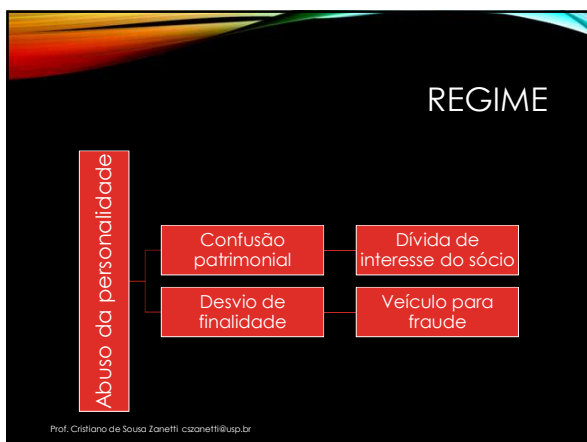 REGIME
Abuso da personalidade
Confusão
patrimonial
Dívida de
interesse do sócio
Desvio de
finalidade
Veículo para
fraude
Prof. Cristiano de Sousa Zanetti cszanetti@usp.br